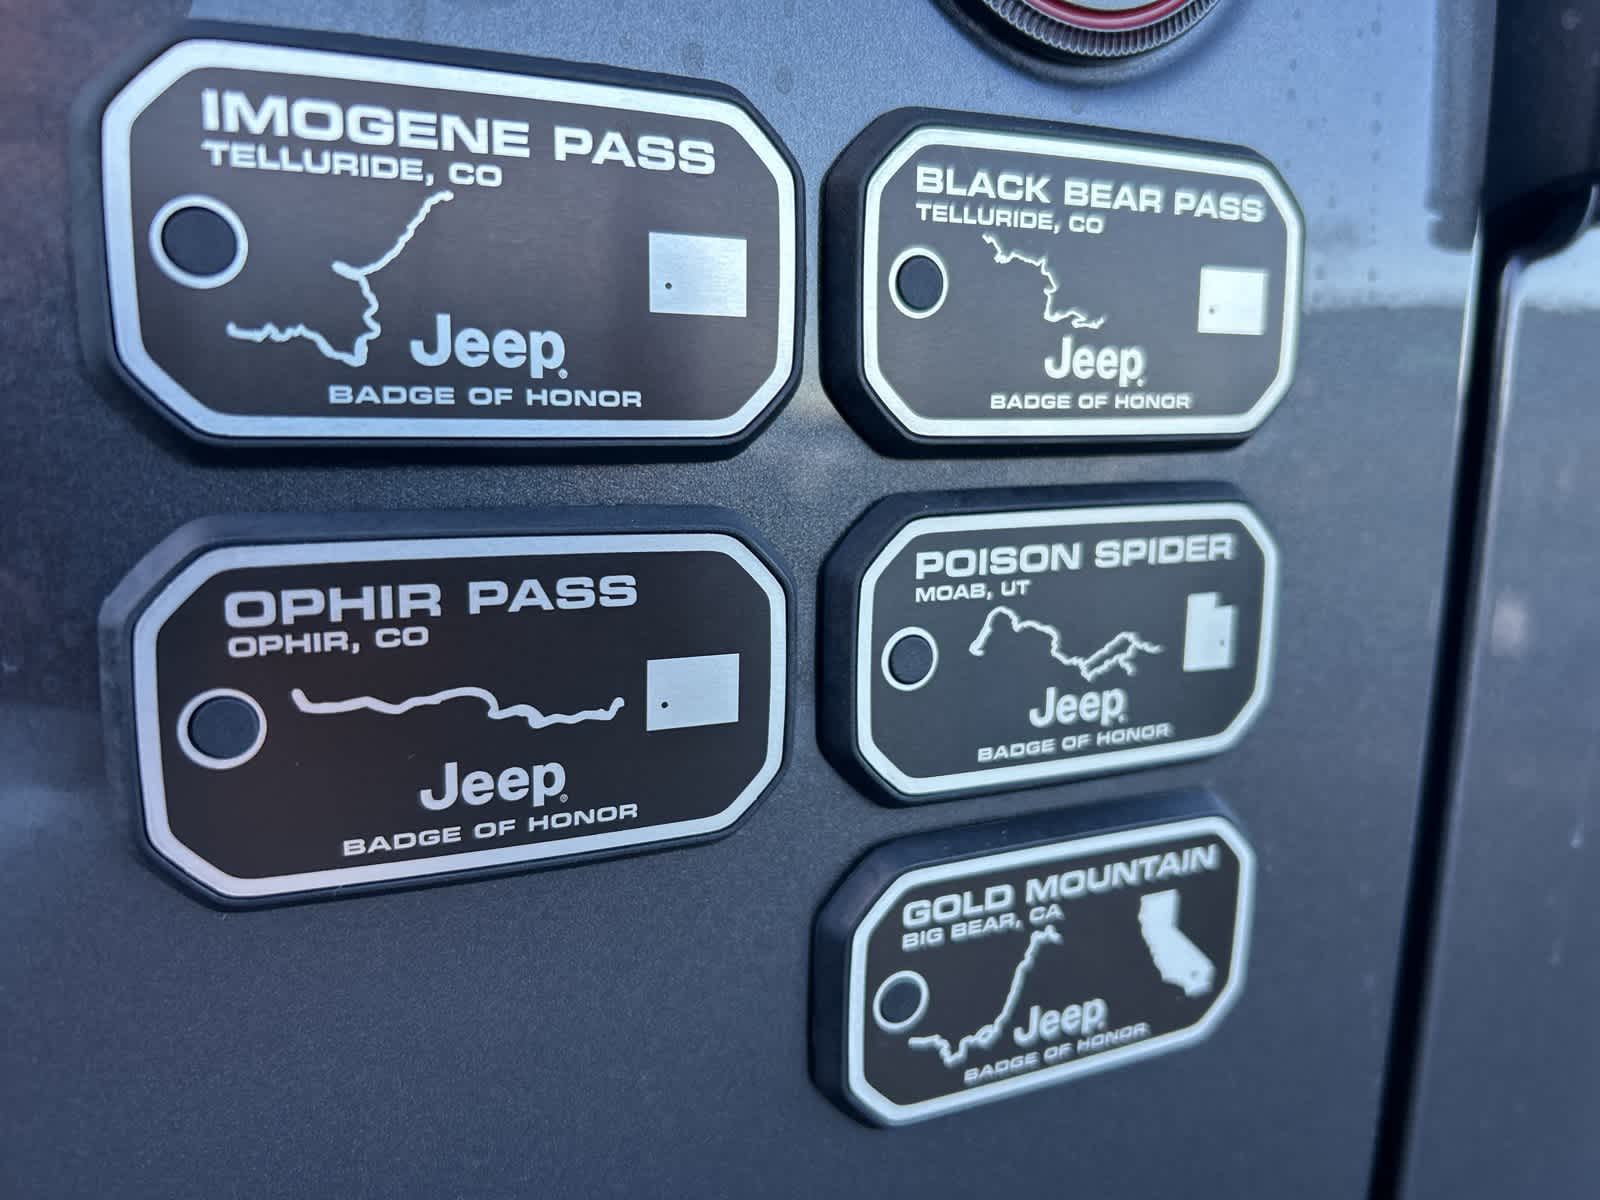 IMOGENE PASS
TELLURIDE, CO
Jeep®
BADGE OF HONOR
BLACK BEAR PASS
TELLURIDE, CO
Jeep®
BADGE OF HONOR
OPHIR PASS
OPHIR, CO
Jeep®
BADGE OF HONOR
POISON SPIDER
MOAB, UT
Jeep®
BADGE OF HONOR
GOLD MOUNTAIN
BIG BEAR, CA
Jeep®
BADGE OF HONOR